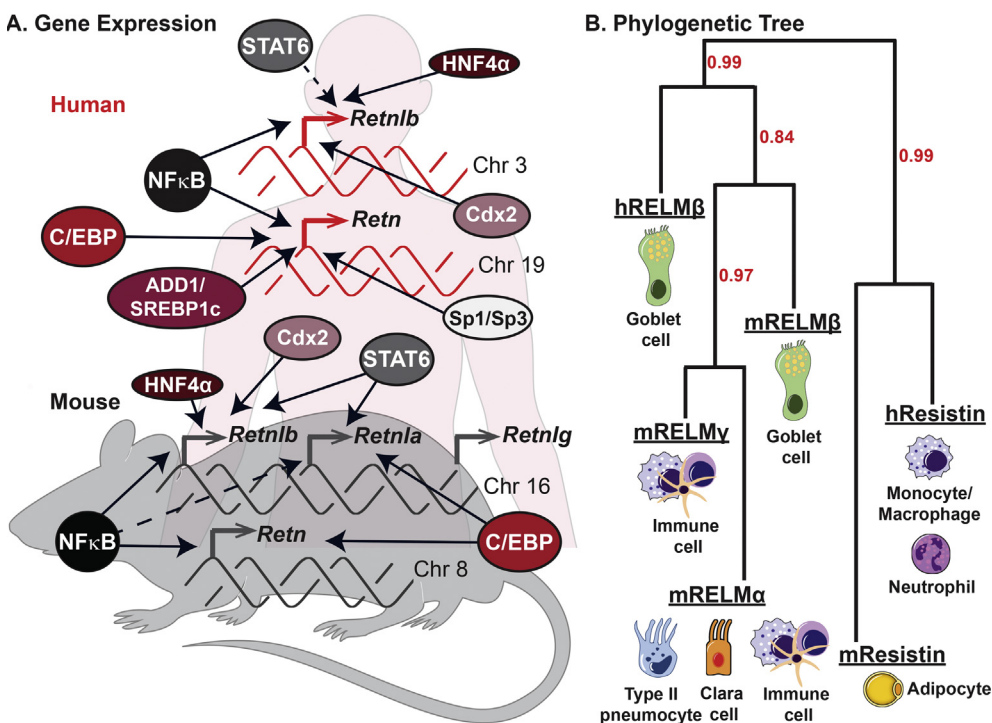 A. Gene Expression
STAT6
HNF4α
Human
Retnlb
NFκB
Chr 3
Cdx2
C/EBP
Retn
Chr 19
ADD1/
SREBP1c
Sp1/Sp3
Cdx2
STAT6
HNF4α
Mouse
Retnlb
Retnla
Retnlg
Chr 16
NFκB
Retn
C/EBP
Chr 8
B. Phylogenetic Tree
0.99
0.84
0.99
hRELMβ
Goblet
cell
0.97
mRELMβ
Goblet
cell
mRELMγ
Immune
cell
hResistin
Monocyte/
Macrophage
Neutrophil
mRELMα
Type II
pneumocyte
Clara
cell
Immune
cell
mResistin
Adipocyte